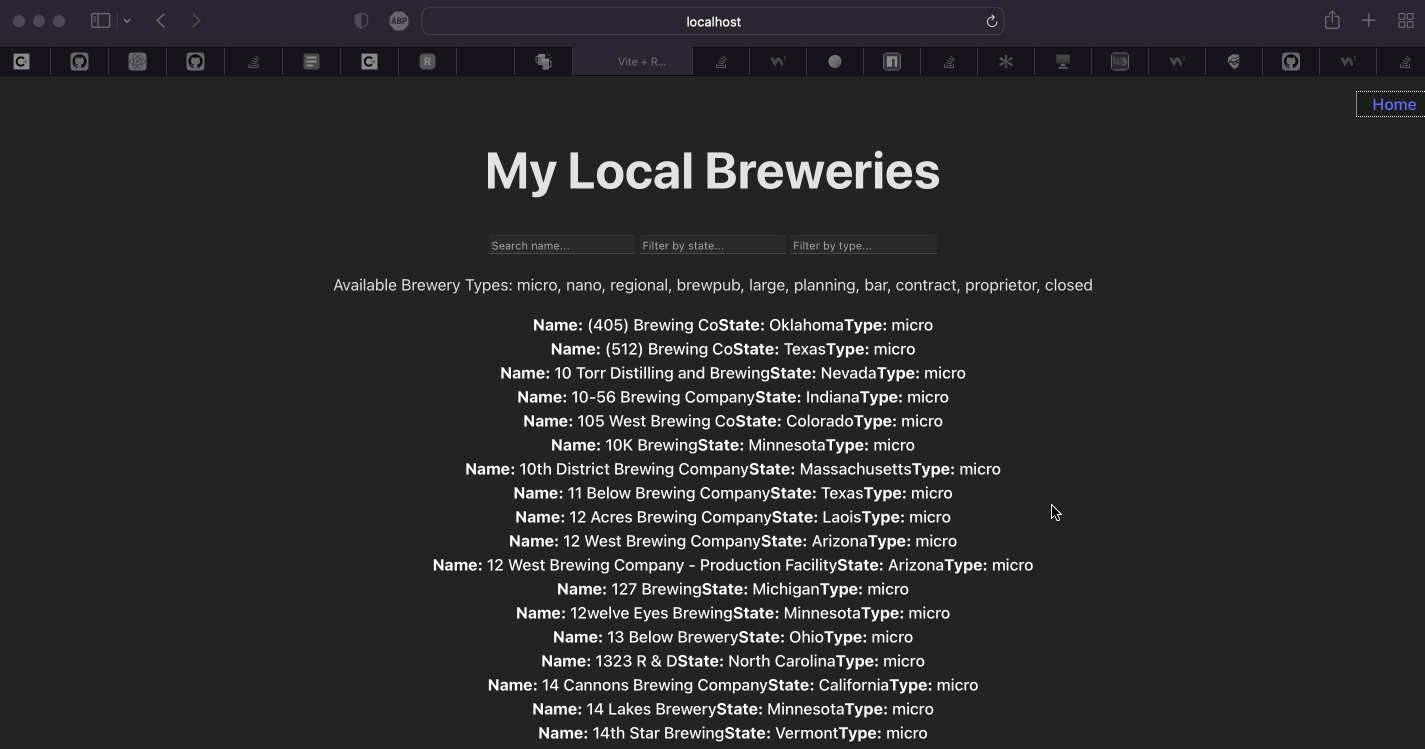 localhost
ABP
C R Vite + R...
Home
My Local Breweries
Search name... Filter by state... Filter by type...
Available Brewery Types: micro, nano, regional, brewpub, large, planning, bar, contract, proprietor, closed
Name: (405) Brewing CoState: OklahomaType: micro
Name: (512) Brewing CoState: TexasType: micro
Name: 10 Torr Distilling and BrewingState: NevadaType: micro
Name: 10-56 Brewing CompanyState: IndianaType: micro
Name: 105 West Brewing CoState: ColoradoType: micro
Name: 10K BrewingState: MinnesotaType: micro
Name: 10th District Brewing CompanyState: MassachusettsType: micro
Name: 11 Below Brewing CompanyState: TexasType: micro
Name: 12 Acres Brewing CompanyState: LaoisType: micro
Name: 12 West Brewing CompanyState: ArizonaType: micro
Name: 12 West Brewing Company - Production FacilityState: ArizonaType: micro
Name: 127 BrewingState: MichiganType: micro
Name: 12welve Eyes BrewingState: MinnesotaType: micro
Name: 13 Below BreweryState: OhioType: micro
Name: 1323 R & DState: North CarolinaType: micro
Name: 14 Cannons Brewing CompanyState: CaliforniaType: micro
Name: 14 Lakes BreweryState: MinnesotaType: micro
Name: 14th Star BrewingState: VermontType: micro